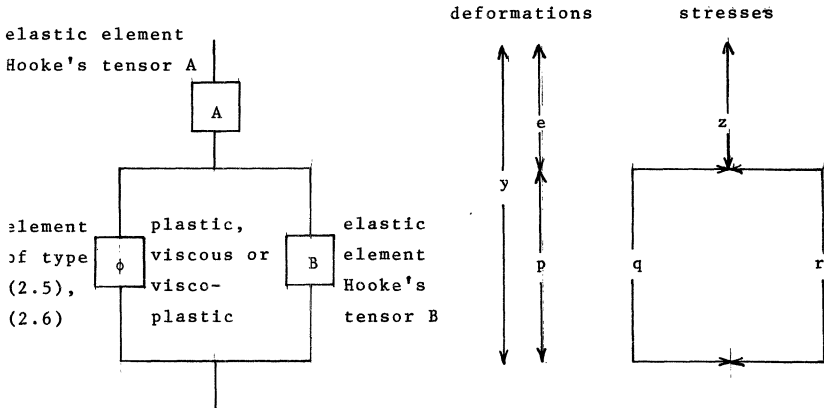 deformations
stresses
elastic element
Hooke's tensor A
A
e
z
y
element
of type
(2.5),
(2.6)
ϕ
plastic,
viscous or
visco-
plastic
B
elastic
element
Hooke's
tensor B
p
q
r